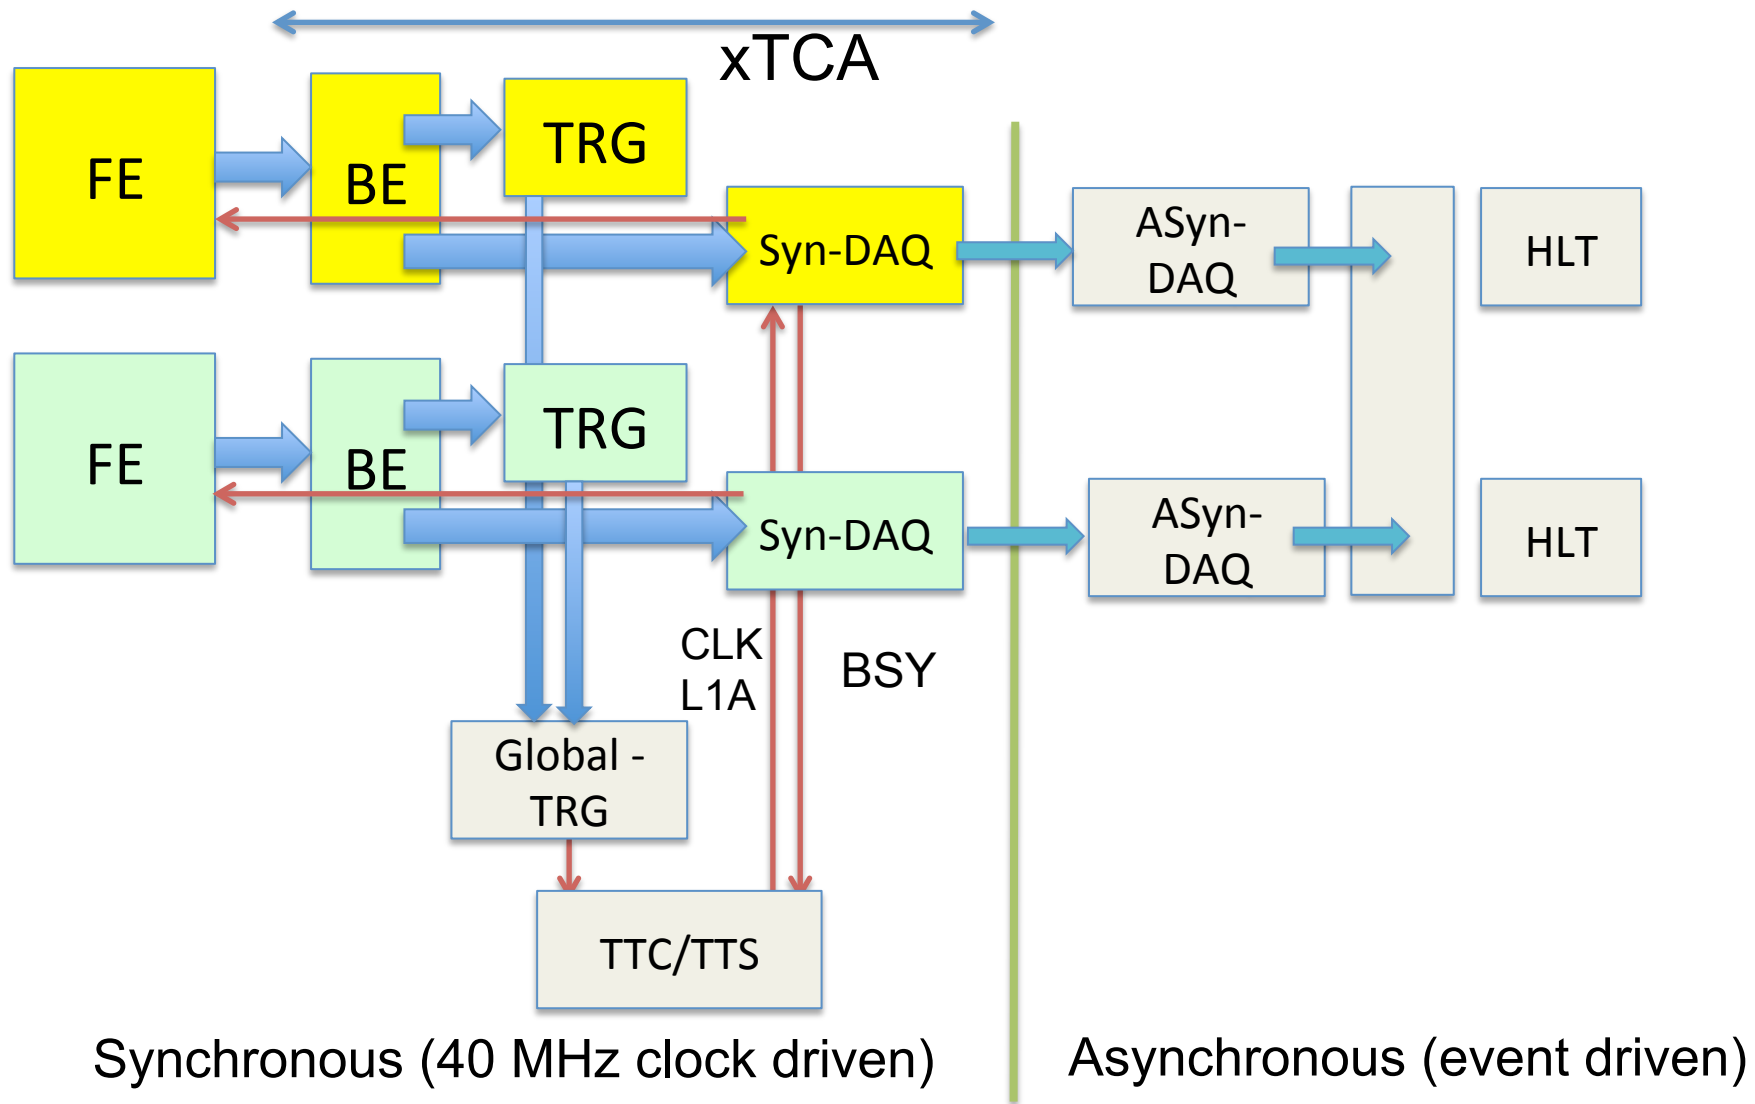 xTCA
FE
BE
TRG
Syn-DAQ
ASyn-
DAQ
HLT
FE
BE
TRG
Syn-DAQ
ASyn-
DAQ
HLT
CLK
L1A
BSY
Global -
TRG
TTC/TTS
Synchronous (40 MHz clock driven)
Asynchronous (event driven)